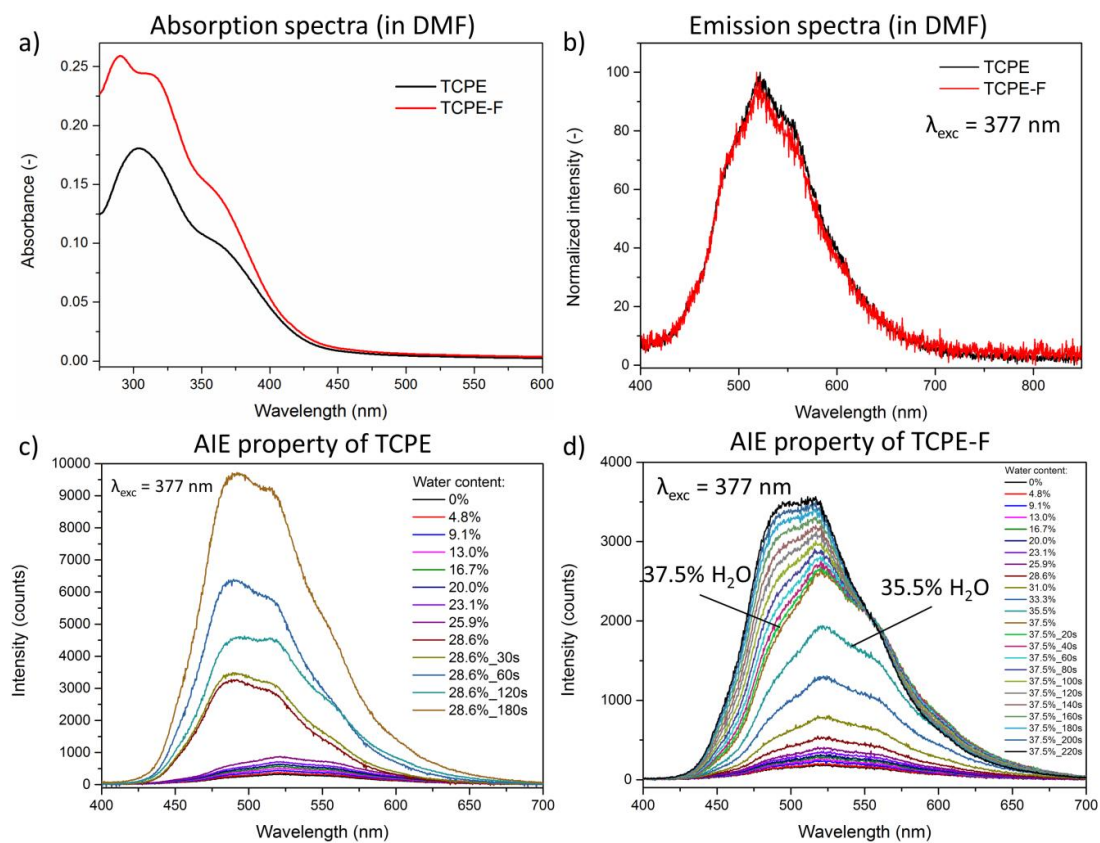 a)
Absorption spectra (in DMF)
0.25
0.20
0.15
0.10
0.05
0.00
Absorbance (-)
TCPE
TCPE-F
300
350
400
450
500
550
600
Wavelength (nm)
b)
Emission spectra (in DMF)
100
80
60
40
20
0
Normalized intensity (-)
TCPE
TCPE-F
λexc = 377 nm
400
500
600
700
800
Wavelength (nm)
c)
AIE property of TCPE
10000
9000
8000
7000
6000
5000
4000
3000
2000
1000
0
Intensity (counts)
λexc = 377 nm
Water content:
0%
4.8%
9.1%
13.0%
16.7%
20.0%
23.1%
25.9%
28.6%
28.6%_30s
28.6%_60s
28.6%_120s
28.6%_180s
400
450
500
550
600
650
700
Wavelength (nm)
d)
AIE property of TCPE-F
4000
3000
2000
1000
0
Intensity (counts)
λexc = 377 nm
37.5% H2O
35.5% H2O
Water content:
0%
4.8%
9.1%
13.0%
16.7%
20.0%
23.1%
25.9%
28.6%
31.0%
33.3%
35.5%
37.5%
37.5%_20s
37.5%_40s
37.5%_60s
37.5%_80s
37.5%_100s
37.5%_120s
37.5%_140s
37.5%_160s
37.5%_180s
37.5%_200s
37.5%_220s
400
450
500
550
600
650
700
Wavelength (nm)